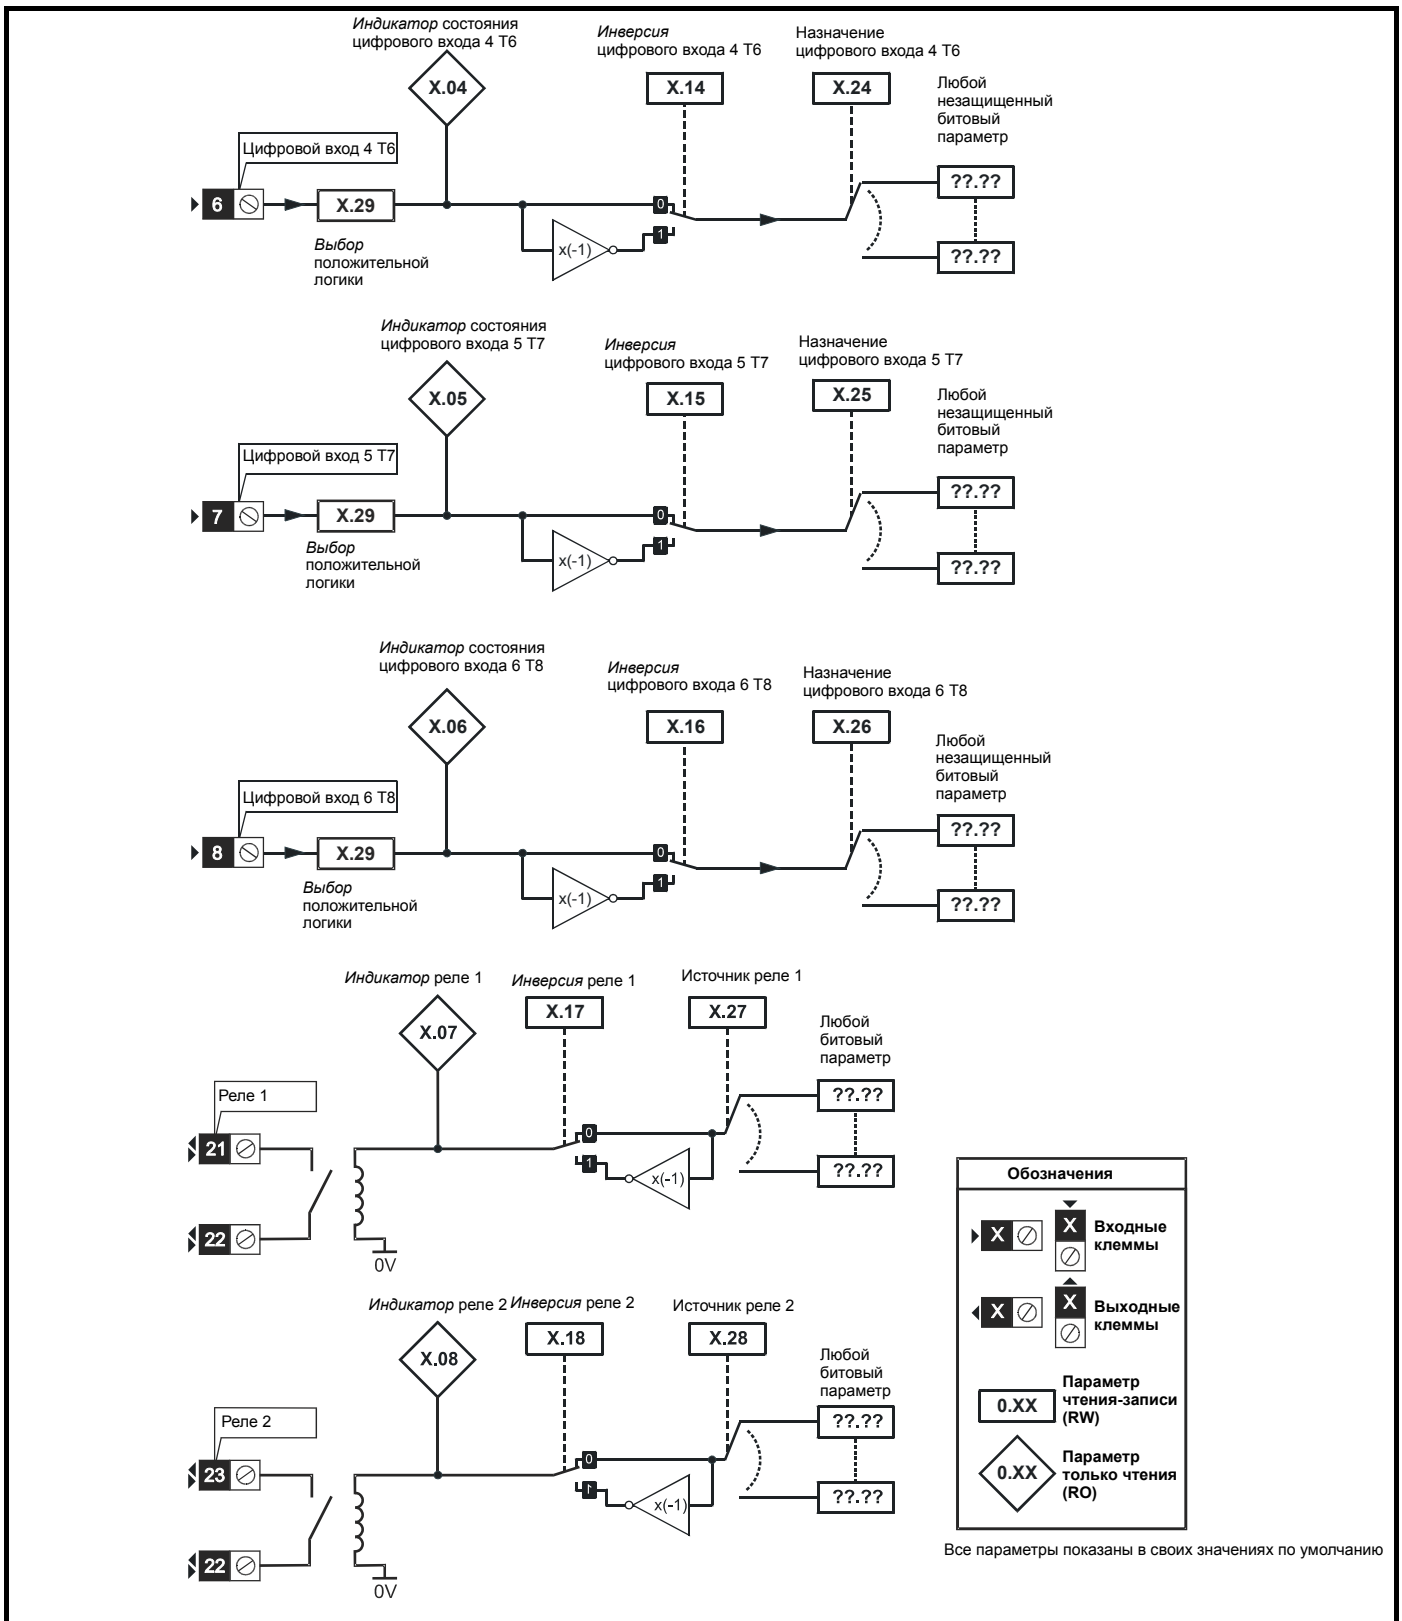 Индикатор состояния
цифрового входа 4 T6
Инверсия
цифрового входа 4 T6
Назначение
цифрового входа 4 T6
X.04
X.14
X.24
Любой
незащищенный
битовый
параметр
Цифровой вход 4 T6
6
X.29
0
1
x(-1)
??.??
??.??
Выбор
положительной
логики
Индикатор состояния
цифрового входа 5 T7
Инверсия
цифрового входа 5 T7
Назначение
цифрового входа 5 T7
X.05
X.15
X.25
Любой
незащищенный
битовый
параметр
Цифровой вход 5 T7
7
X.29
0
1
x(-1)
??.??
??.??
Выбор
положительной
логики
Индикатор состояния
цифрового входа 6 T8
Инверсия
цифрового входа 6 T8
Назначение
цифрового входа 6 T8
X.06
X.16
X.26
Любой
незащищенный
битовый
параметр
Цифровой вход 6 T8
8
X.29
0
1
x(-1)
??.??
??.??
Выбор
положительной
логики
Индикатор реле 1
Инверсия реле 1
Источник реле 1
X.07
X.17
X.27
Любой
битовый
параметр
Реле 1
21
22
0
1
x(-1)
??.??
??.??
0V
Индикатор реле 2
Инверсия реле 2
Источник реле 2
X.08
X.18
X.28
Любой
битовый
параметр
Реле 2
23
22
0
1
x(-1)
??.??
??.??
0V
Обозначения
X
X
Входные
клеммы
X
X
Выходные
клеммы
0.XX
Параметр
чтения-записи
(RW)
0.XX
Параметр
только чтения
(RO)
Все параметры показаны в своих значениях по умолчанию